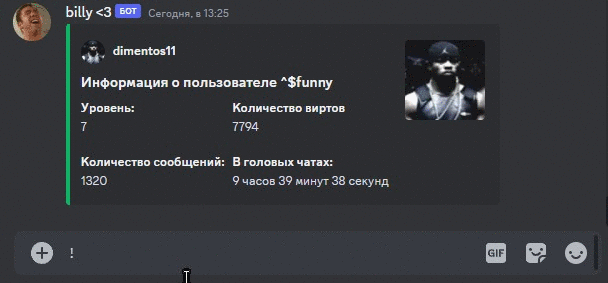 billy <3 БОТ Сегодня, в 13:25
dimentos11
Информация о пользователе ^$funny
Уровень: Количество виртов
7 7794
Количество сообщений: В головых чатах:
1320 9 часов 39 минут 38 секунд
! GIF